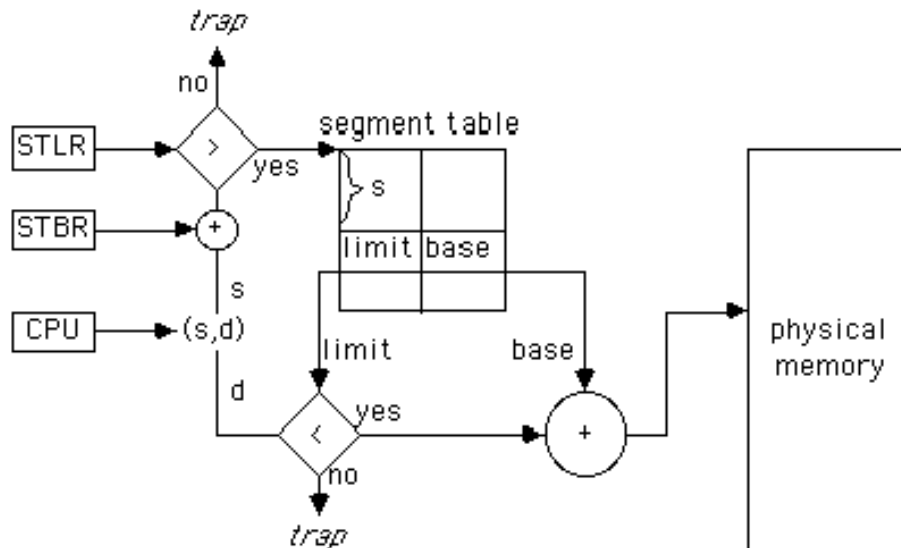 trap
no
segment table
STLR
>
yes
s
STBR
+
limit base
s
CPU
(s,d)
limit
base
physical
memory
d
yes
<
+
no
trap